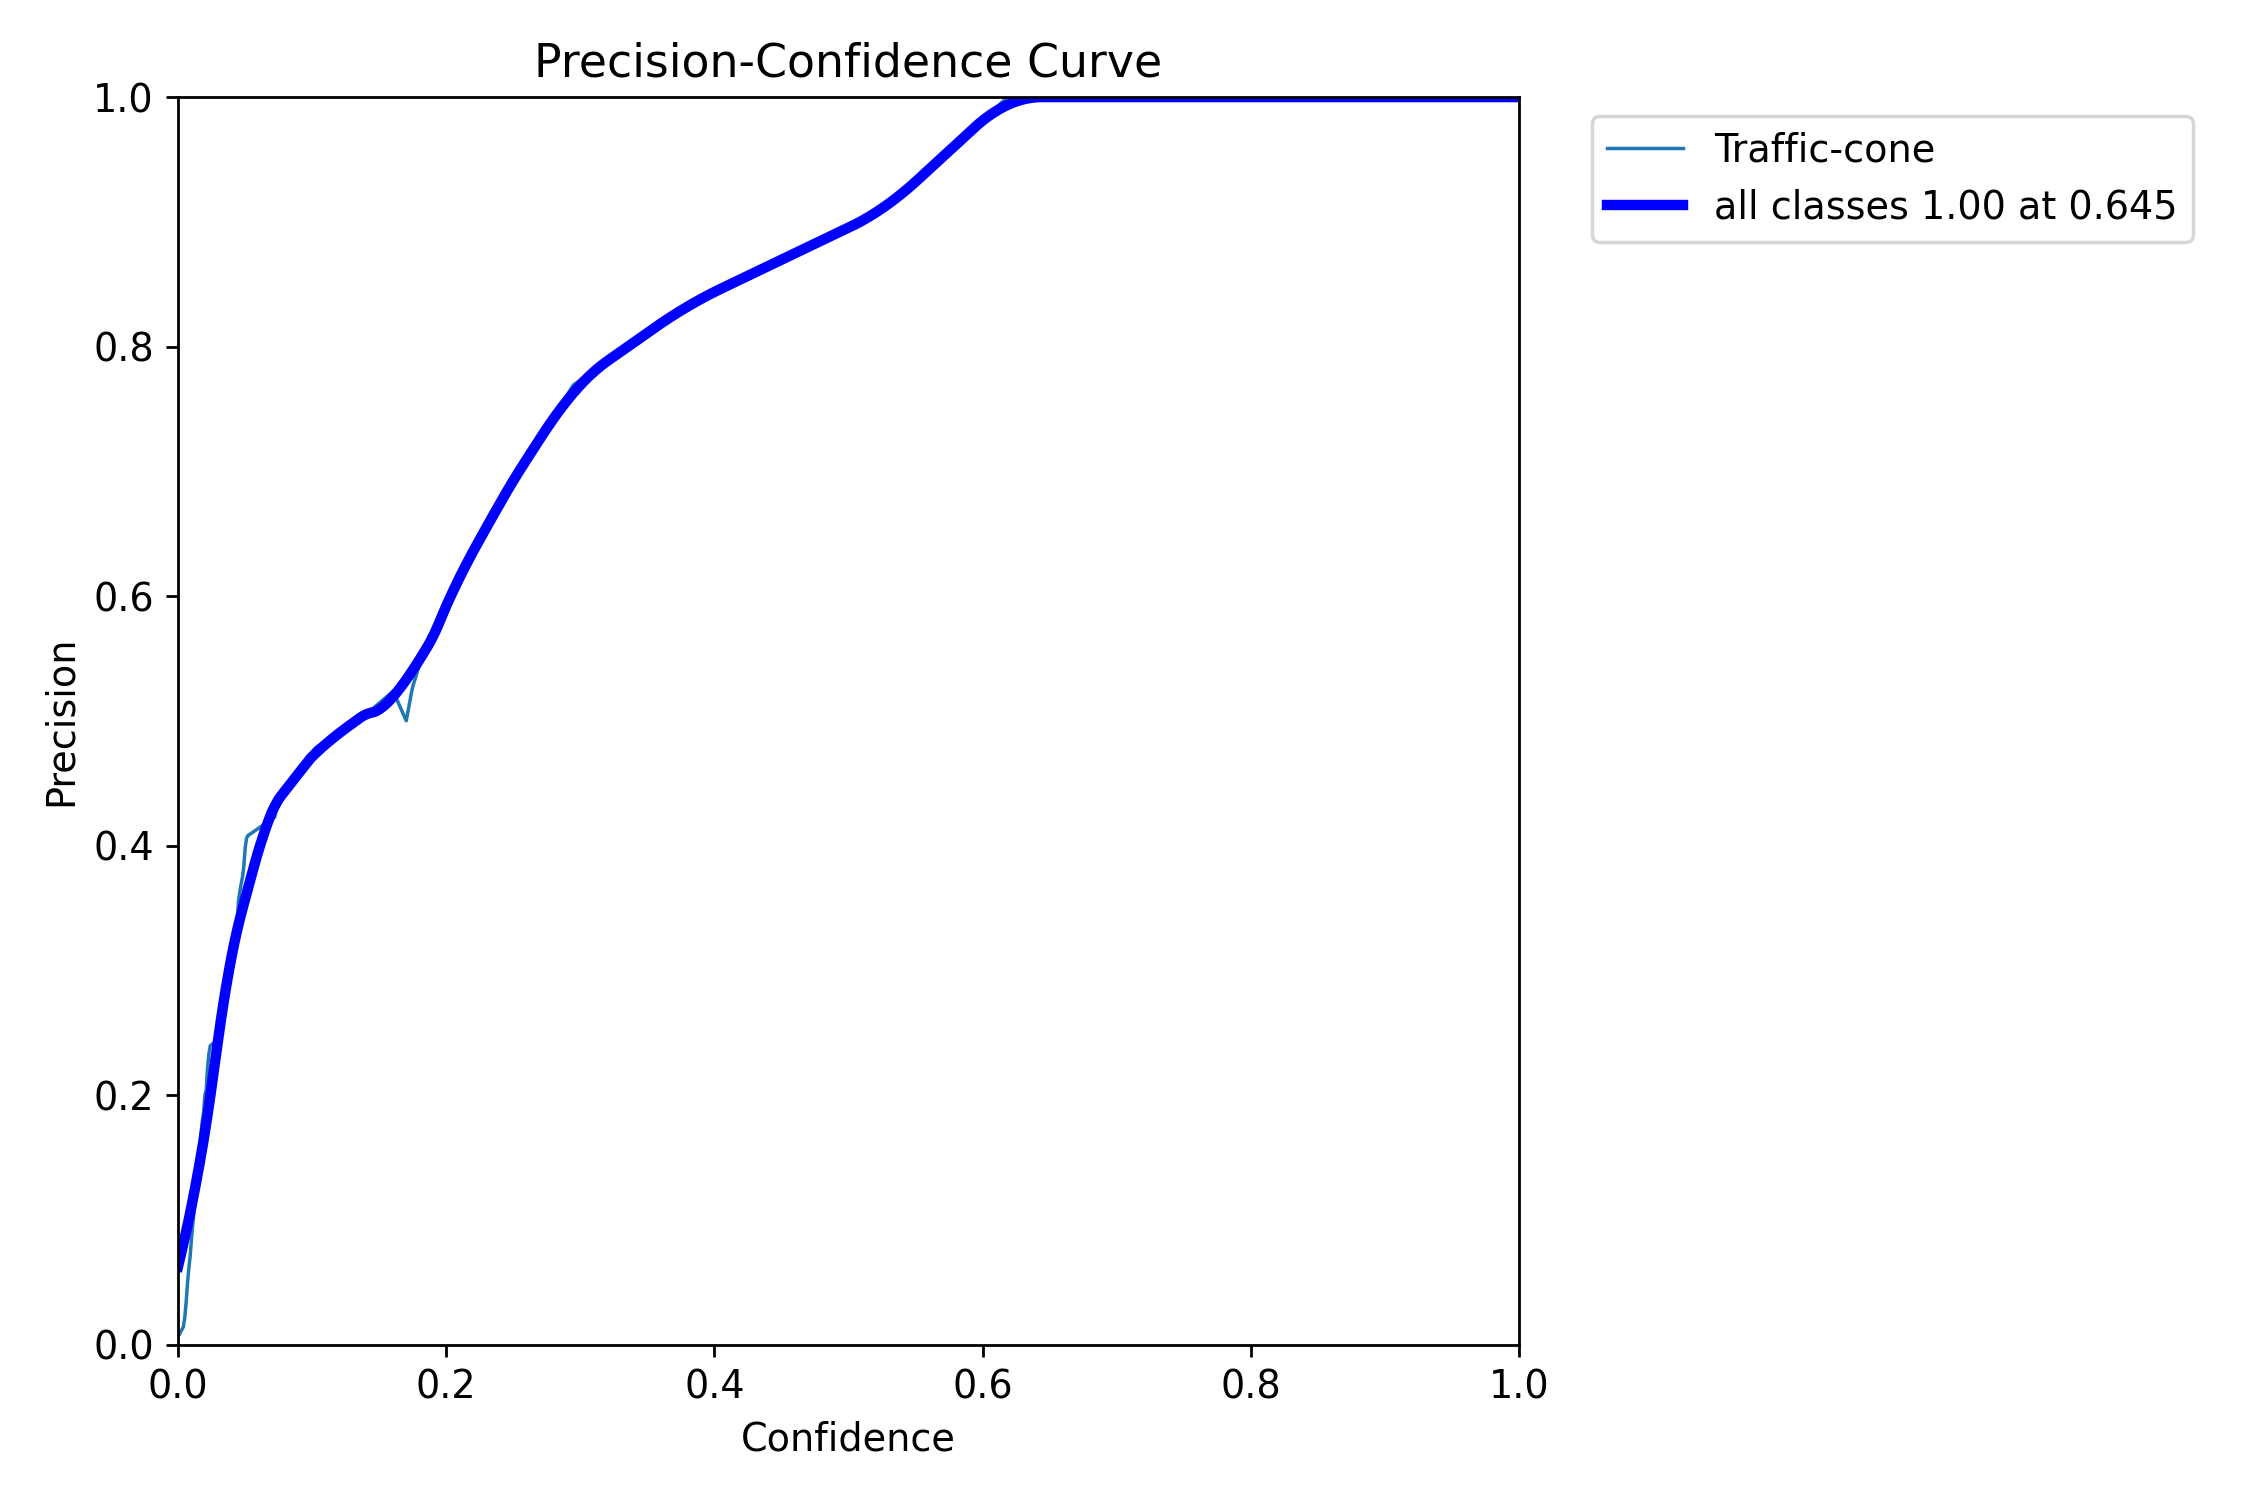 Precision-Confidence Curve
Traffic-cone
all classes 1.00 at 0.645
Precision
1.0
0.8
0.6
0.4
0.2
0.0
0.0 0.2 0.4 0.6 0.8 1.0
Confidence